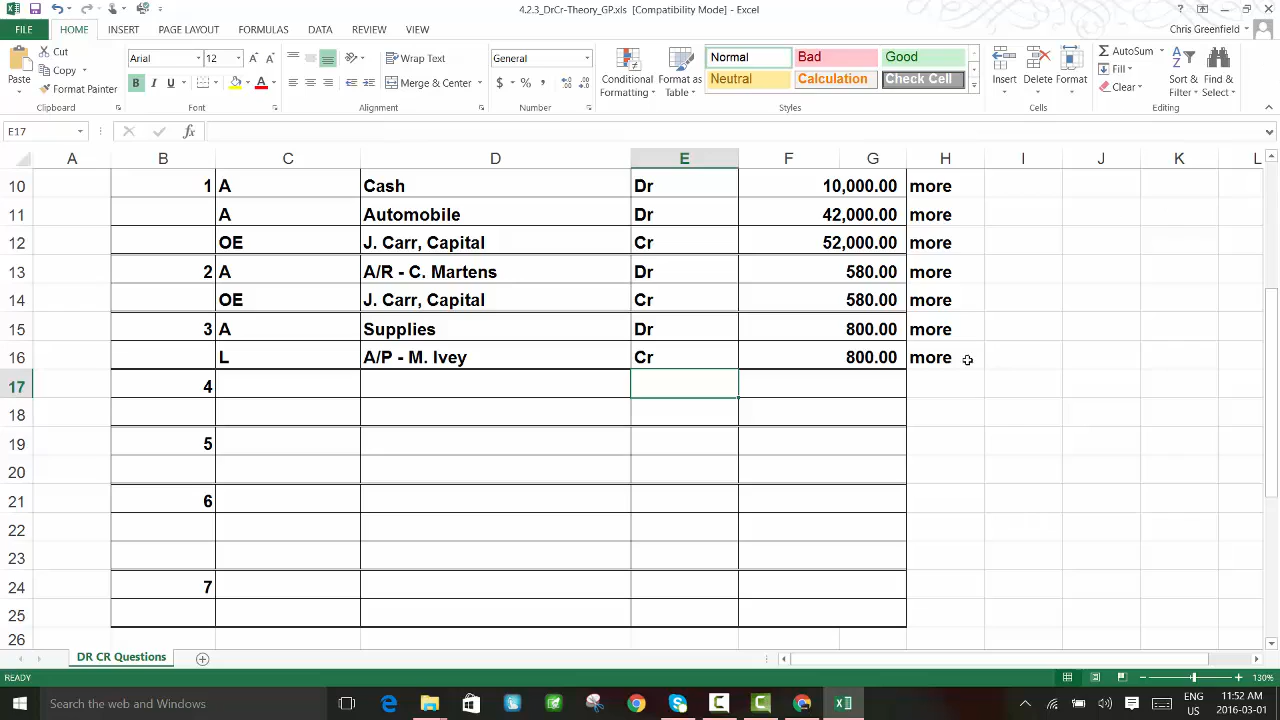 4.2.3_DrCr-Theory_GP.xls [Compatibility Mode] - Excel
FILE HOME INSERT PAGE LAYOUT FORMULAS DATA REVIEW VIEW Chris Greenfield
Paste Cut Copy Format Painter
Clipboard
Arial 12
B I U
Font
Wrap Text
Merge & Center
Alignment
General
$ % ,
Number
Conditional Formatting
Format as Table
Normal Bad Good
Neutral Calculation Check Cell
Styles
Insert Delete Format
Cells
AutoSum
Fill
Clear
Sort & Filter
Find & Select
Editing
E17 fx
A B C D E F G H I J K L
10 1 A Cash Dr 10,000.00 more
11 A Automobile Dr 42,000.00 more
12 OE J. Carr, Capital Cr 52,000.00 more
13 2 A A/R - C. Martens Dr 580.00 more
14 OE J. Carr, Capital Cr 580.00 more
15 3 A Supplies Dr 800.00 more
16 L A/P - M. Ivey Cr 800.00 more
17 4
18
19 5
20
21 6
22
23
24 7
25
26
DR CR Questions
READY 130%
Search the web and Windows
ENG 11:52 AM
US 2016-03-01